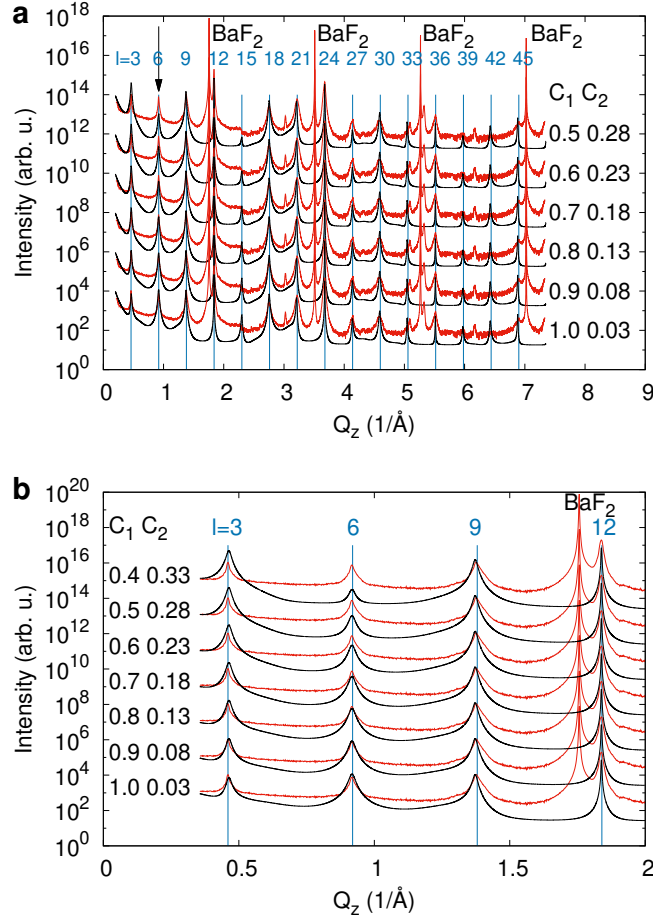 a
10^18
10^16
10^14
10^12
10^10
10^8
10^6
10^4
10^2
10^0
Intensity (arb. u.)
BaF₂ BaF₂ BaF₂ BaF₂
l=3 6 9 12 15 18 21 24 27 30 33 36 39 42 45
C₁ C₂
0.5 0.28
0.6 0.23
0.7 0.18
0.8 0.13
0.9 0.08
1.0 0.03
0 1 2 3 4 5 6 7 8 9
Q_z (1/Å)
b
10^20
10^18
10^16
10^14
10^12
10^10
10^8
10^6
10^4
10^2
10^0
Intensity (arb. u.)
BaF₂
C₁ C₂ l=3 6 9 12
0.4 0.33
0.5 0.28
0.6 0.23
0.7 0.18
0.8 0.13
0.9 0.08
1.0 0.03
0 0.5 1 1.5 2
Q_z (1/Å)